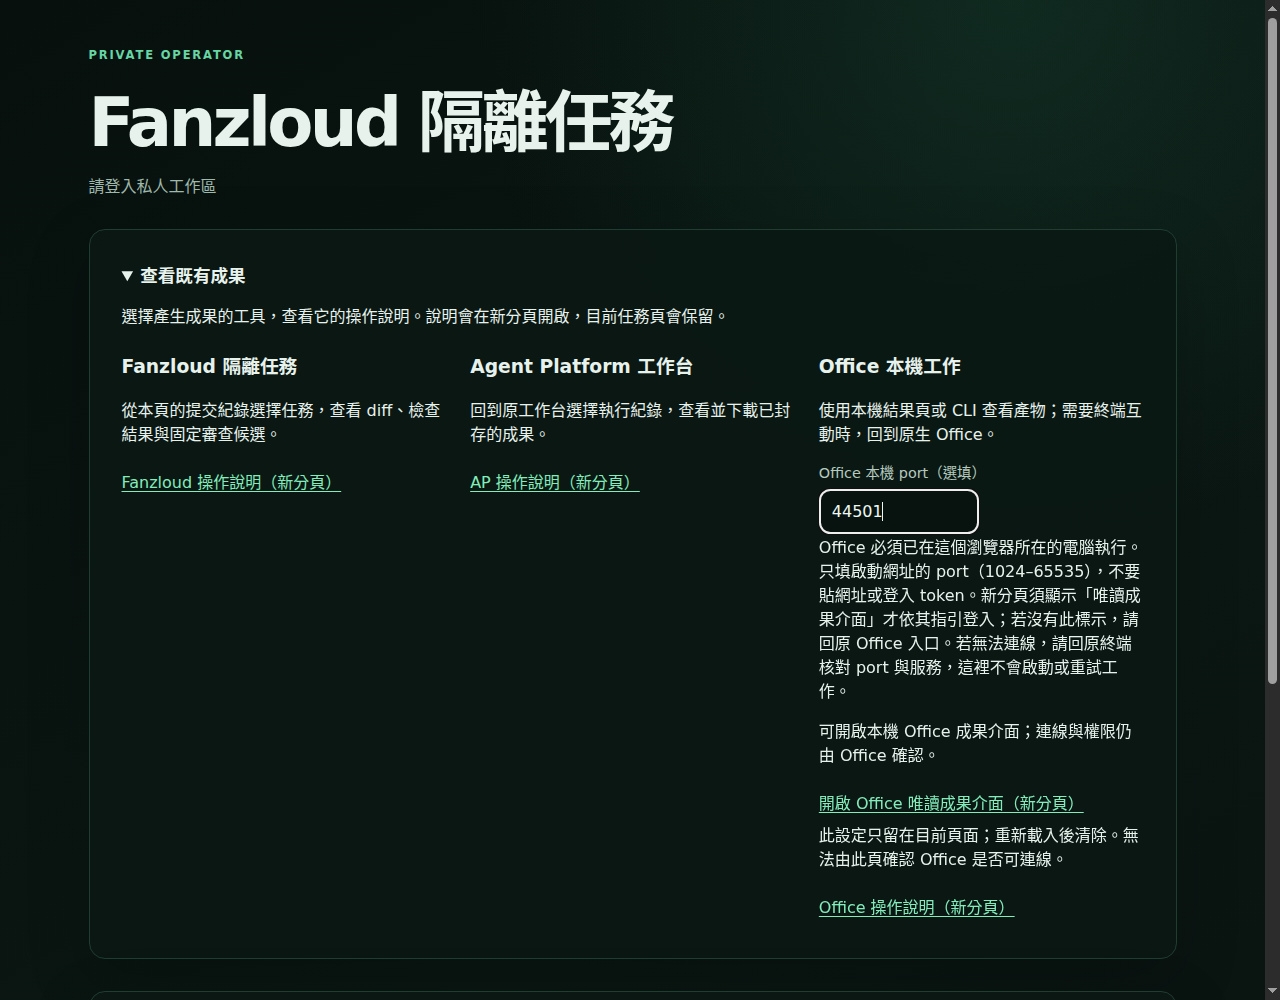 PRIVATE OPERATOR
Fanzloud 隔離任務
請登入私人工作區
▼ 查看既有成果
選擇產生成果的工具，查看它的操作說明。說明會在新分頁開啟，目前任務頁會保留。
Fanzloud 隔離任務
從本頁的提交紀錄選擇任務，查看 diff、檢查
結果與固定審查候選。
Fanzloud 操作說明（新分頁）
Agent Platform 工作台
回到原工作台選擇執行紀錄，查看並下載已封
存的成果。
AP 操作說明（新分頁）
Office 本機工作
使用本機結果頁或 CLI 查看產物；需要終端互
動時，回到原生 Office。
Office 本機 port（選填）
44501
Office 必須已在這個瀏覽器所在的電腦執行。
只填啟動網址的 port（1024–65535），不要
貼網址或登入 token。新分頁須顯示「唯讀成
果介面」才依其指引登入；若沒有此標示，請
回原 Office 入口。若無法連線，請回原終端
核對 port 與服務，這裡不會啟動或重試工
作。
可開啟本機 Office 成果介面；連線與權限仍
由 Office 確認。
開啟 Office 唯讀成果介面（新分頁）
此設定只留在目前頁面；重新載入後清除。無
法由此頁確認 Office 是否可連線。
Office 操作說明（新分頁）